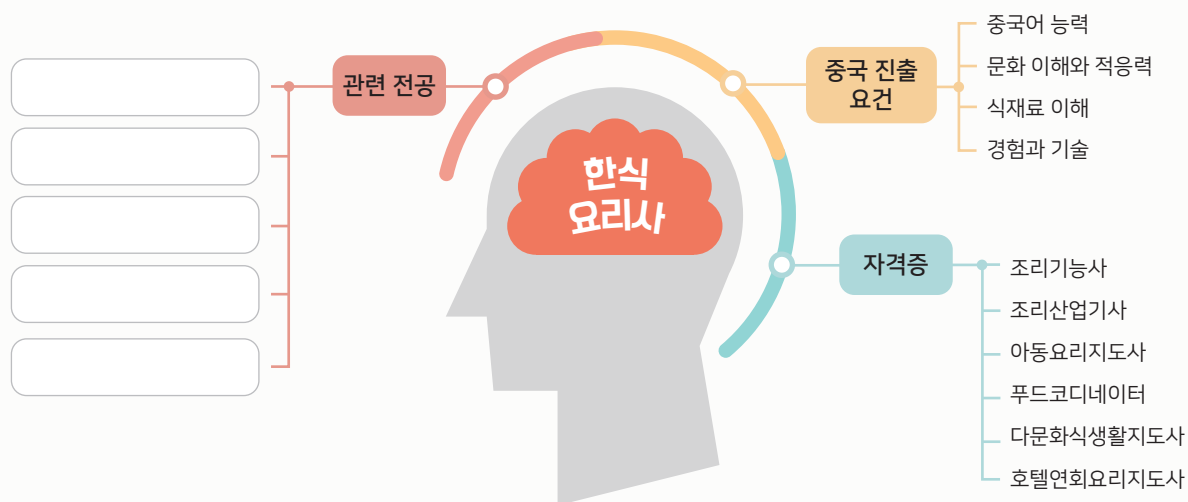 관련 전공
한식
요리사
중국 진출
요건
중국어 능력
문화 이해와 적응력
식재료 이해
경험과 기술
자격증
조리기능사
조리산업기사
아동요리지도사
푸드코디네이터
다문화식생활지도사
호텔연회요리지도사